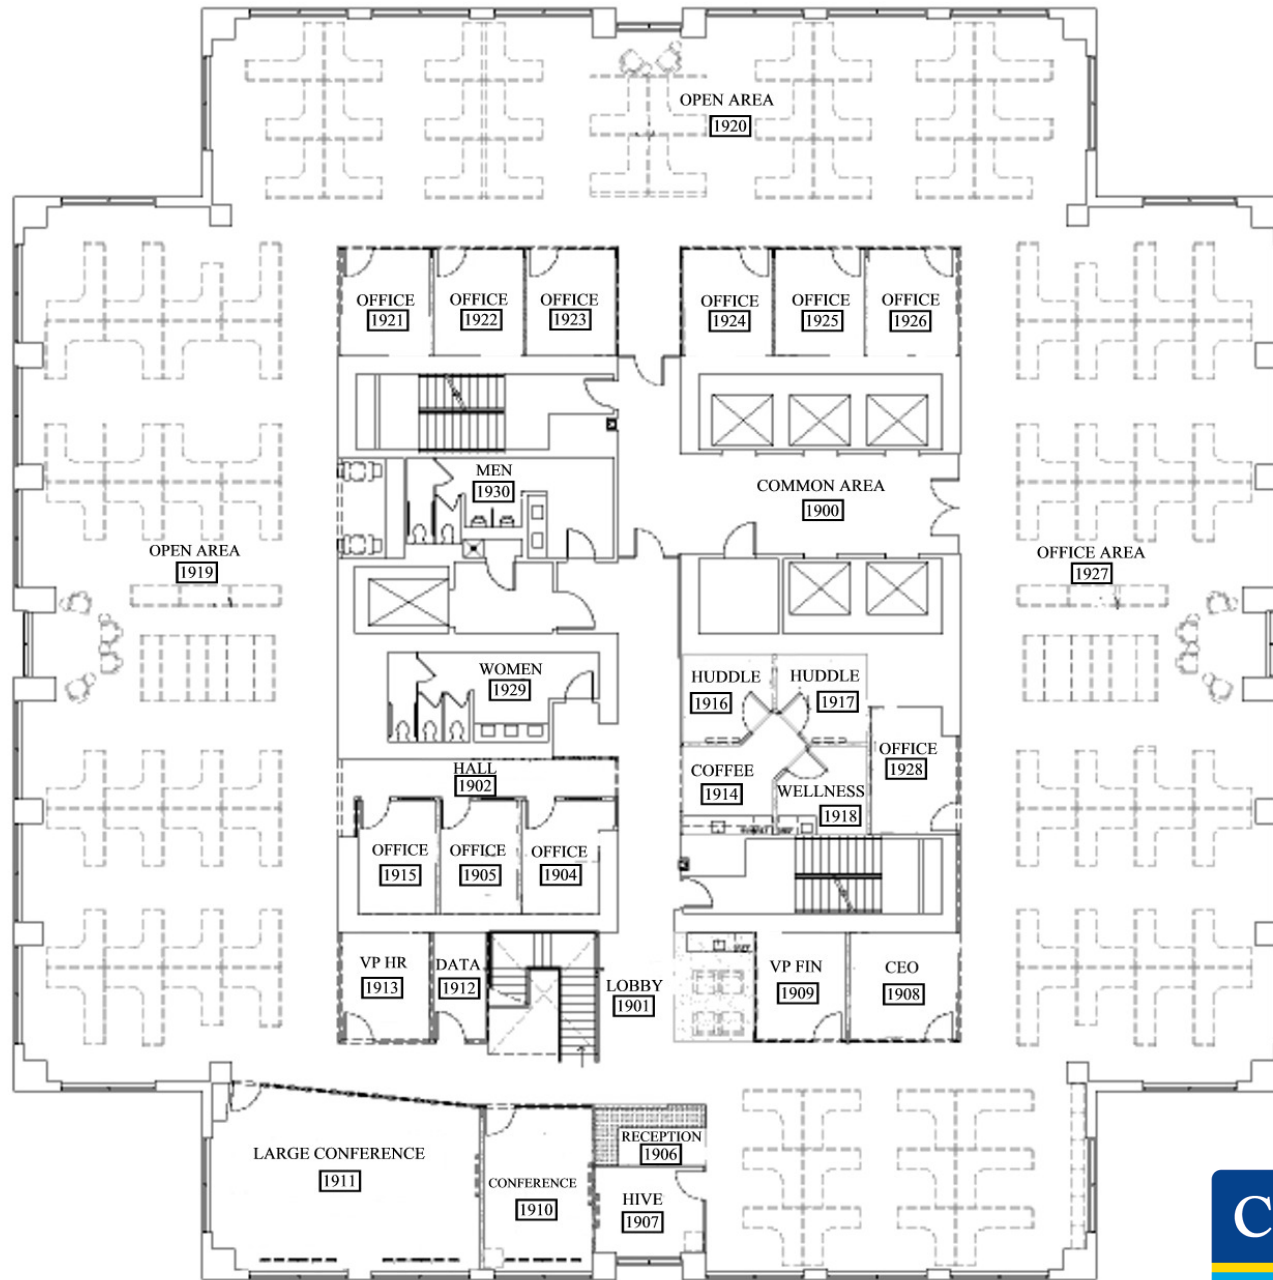 OPEN AREA
1920
OFFICE
1921
OFFICE
1922
OFFICE
1923
OFFICE
1924
OFFICE
1925
OFFICE
1926
MEN
1930
COMMON AREA
1900
OPEN AREA
1919
OFFICE AREA
1927
WOMEN
1929
HUDDLE
1916
HUDDLE
1917
OFFICE
1928
HALL
1902
COFFEE
1914
WELLNESS
1918
OFFICE
1915
OFFICE
1905
OFFICE
1904
VP HR
1913
DATA
1912
LOBBY
1901
VP FIN
1909
CEO
1908
LARGE CONFERENCE
1911
CONFERENCE
1910
RECEPTION
1906
HIVE
1907
C